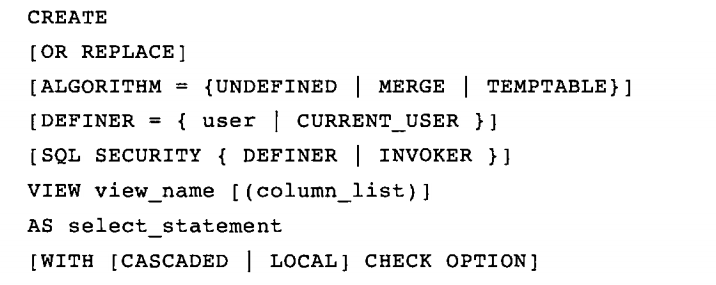 CREATE
[OR REPLACE]
[ALGORITHM = {UNDEFINED | MERGE | TEMPTABLE}]
[DEFINER = { user | CURRENT_USER }]
[SQL SECURITY { DEFINER | INVOKER }]
VIEW view_name [(column_list)]
AS select_statement
[WITH [CASCADED | LOCAL] CHECK OPTION]